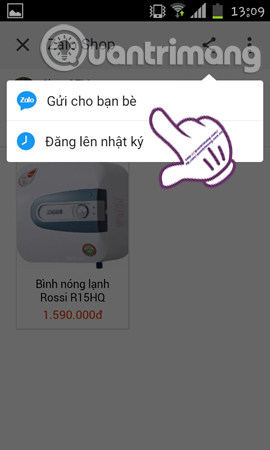 13:09
Zalo Shop
Quantrimang
Zalo
Gửi cho bạn bè
Đăng lên nhật ký
Bình nóng lạnh
Rossi R15HQ
1.590.000đ